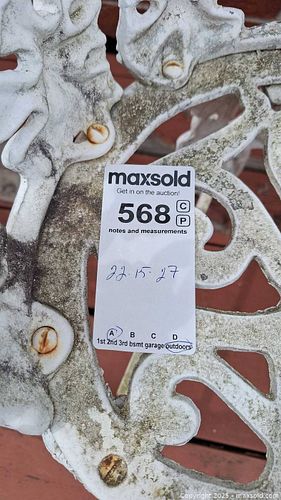 maxsold
Get in on the auction!
568 C
P
notes and measurements
22-15-27
A B C D
1st 2nd 3rd bsmt garage outdoors
Copyright 2025 - maxsold.com